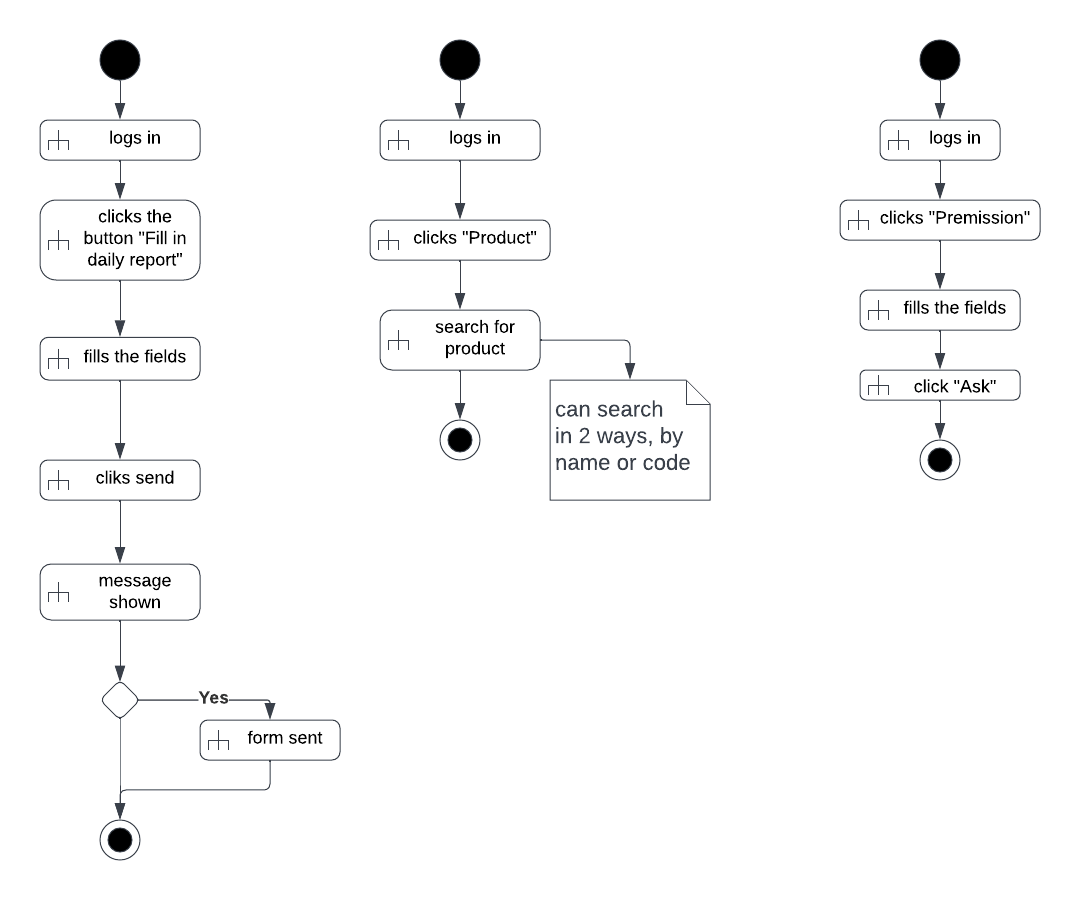 logs in
clicks the
button "Fill in
daily report"
fills the fields
cliks send
message
shown
Yes
form sent
logs in
clicks "Product"
search for
product
can search
in 2 ways, by
name or code
logs in
clicks "Premission"
fills the fields
click "Ask"